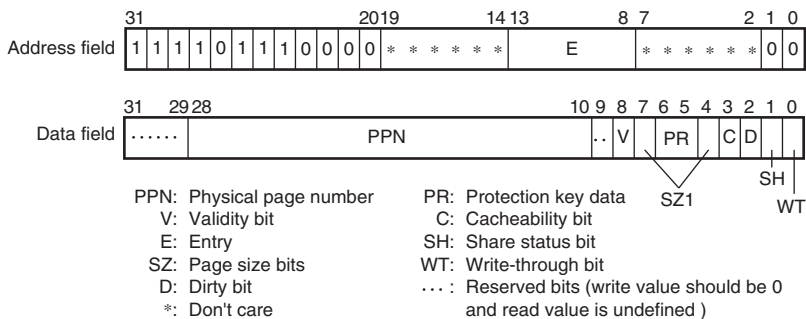 31 2019 14 13 8 7 2 1 0
Address field 1 1 1 1 0 1 1 1 0 0 0 0 * * * * * * E * * * * * * 0 0
31 29 28 10 9 8 7 6 5 4 3 2 1 0
Data field ······ PPN ·· V PR C D
SH
SZ1
WT
PPN: Physical page number
V: Validity bit
E: Entry
SZ: Page size bits
D: Dirty bit
*: Don't care
PR: Protection key data
C: Cacheability bit
SH: Share status bit
WT: Write-through bit
··· : Reserved bits (write value should be 0
and read value is undefined )